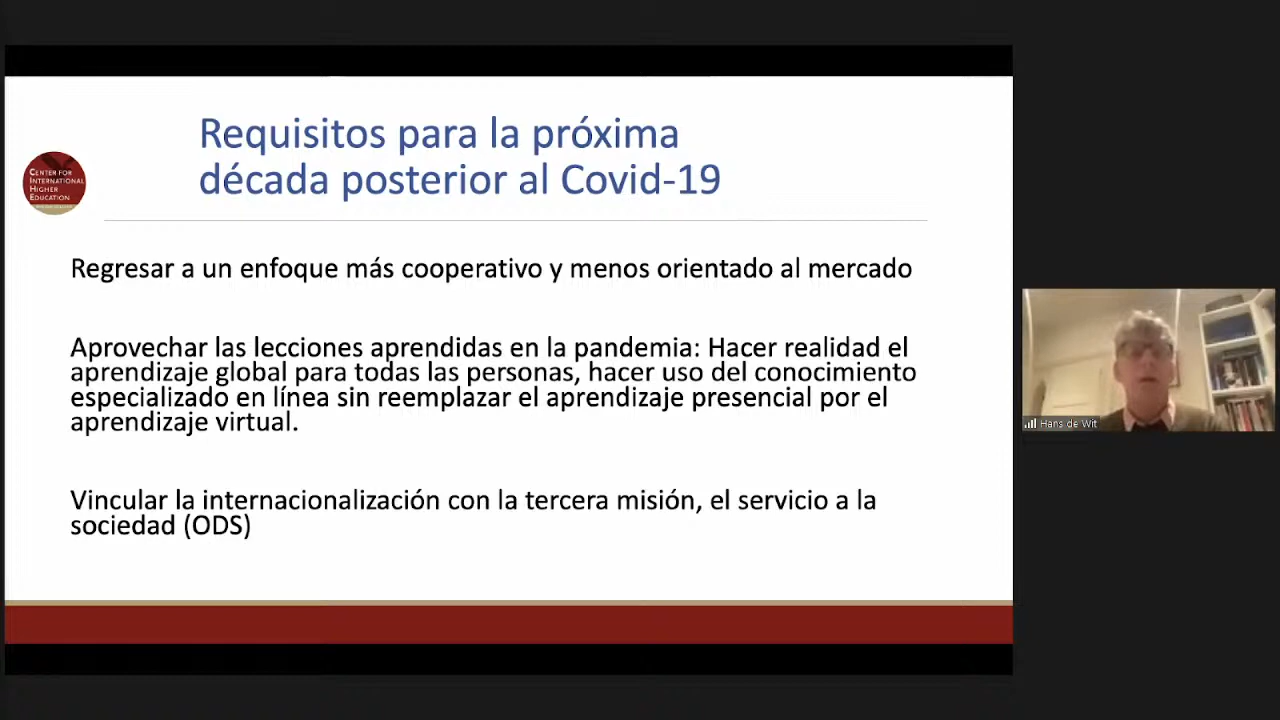 Requisitos para la próxima
década posterior al Covid-19
CENTER FOR
INTERNATIONAL
HIGHER
EDUCATION
Regresar a un enfoque más cooperativo y menos orientado al mercado
Aprovechar las lecciones aprendidas en la pandemia: Hacer realidad el
aprendizaje global para todas las personas, hacer uso del conocimiento
especializado en línea sin reemplazar el aprendizaje presencial por el
aprendizaje virtual.
Vincular la internacionalización con la tercera misión, el servicio a la
sociedad (ODS)
Hans de Wit